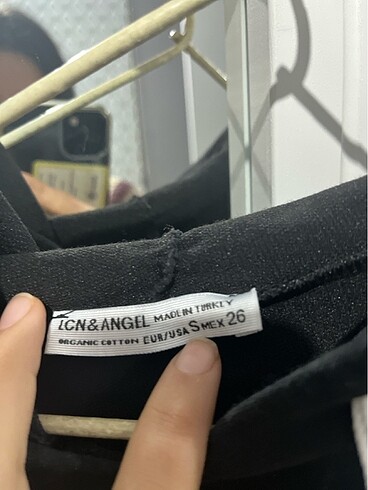 LCN&ANGEL MADE IN TURKEY
ORGANIC COTTON EUR/USA S MEX 26